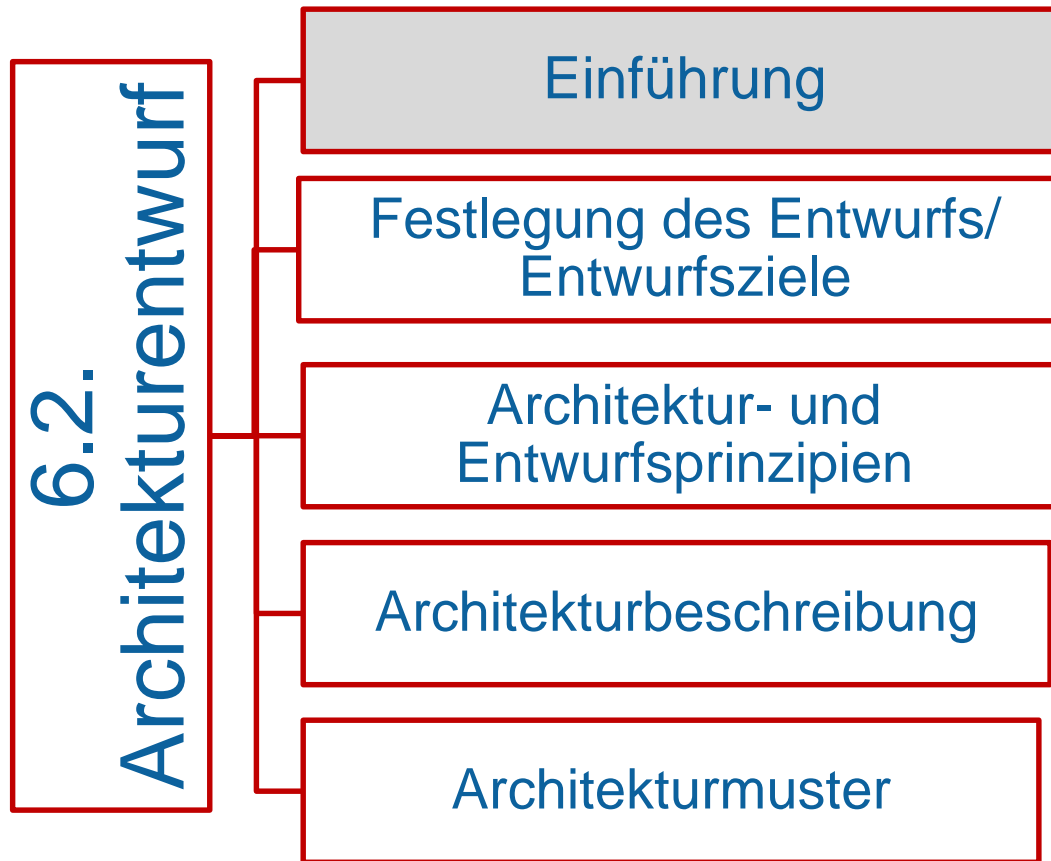 6.2.
Architekturentwurf
Einführung
Festlegung des Entwurfs/
Entwurfsziele
Architektur- und
Entwurfsprinzipien
Architekturbeschreibung
Architekturmuster